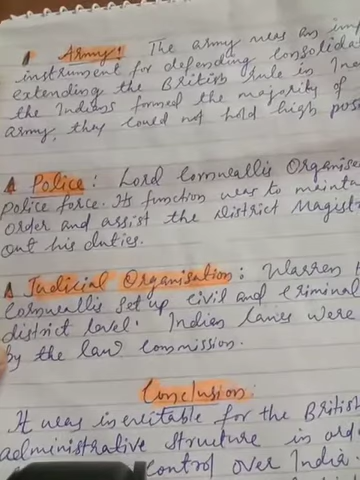 Army: The army was an imp
instrument for defending consolida
extending the British rule in Ind
the Indians formed the majority of
army, they could not hold high posi
Police: Lord Cornwallis Organise
police force. Its function was to mainta
order and assist the District Magist
out his duties.
Judicial Organisation: Warren H
Cornwallis set up civil and criminal
district level. Indian laws were
by the law commission.
Conclusion:
It was inevitable for the British
administrative structure in ord
control over India.